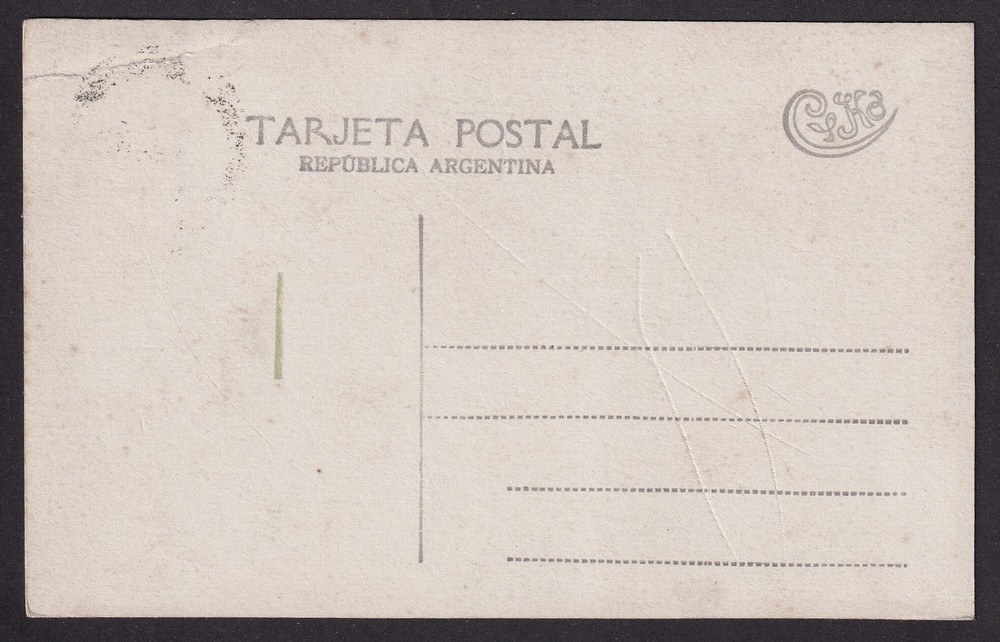 TARJETA POSTAL
REPÚBLICA ARGENTINA